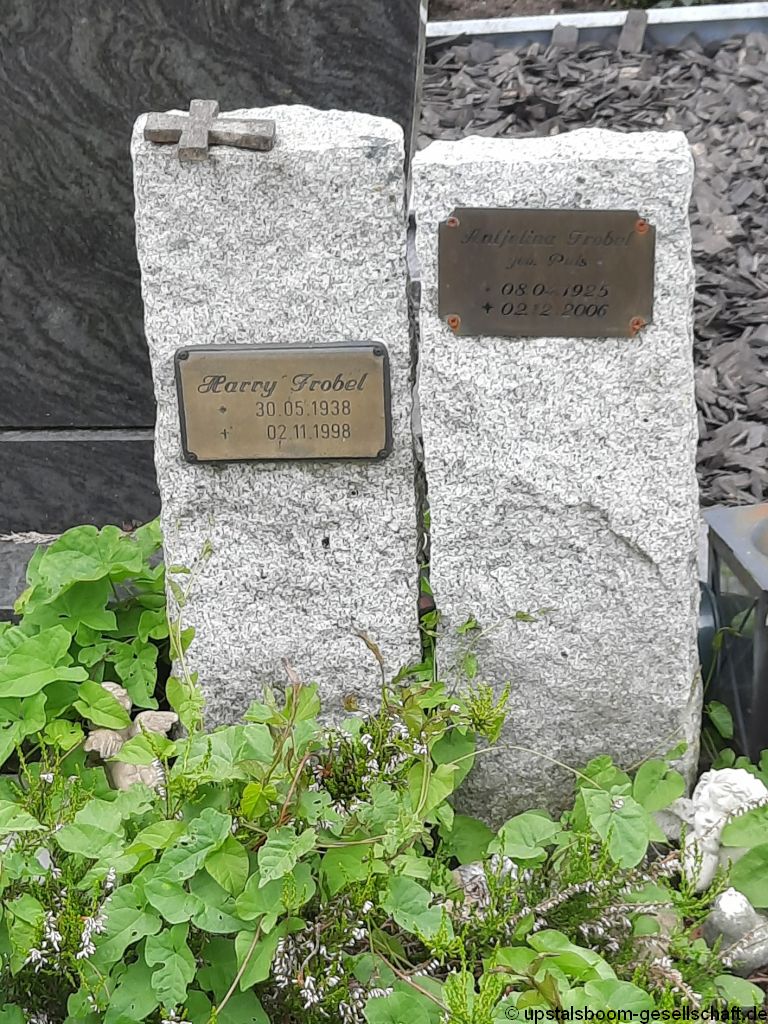 Harry Frobel
* 30.05.1938
+ 02.11.1998
Antjelina Frobel
geb. Puls
* 08.04.1925
+ 02.12.2006
© upstalsboom-gesellschaft.de